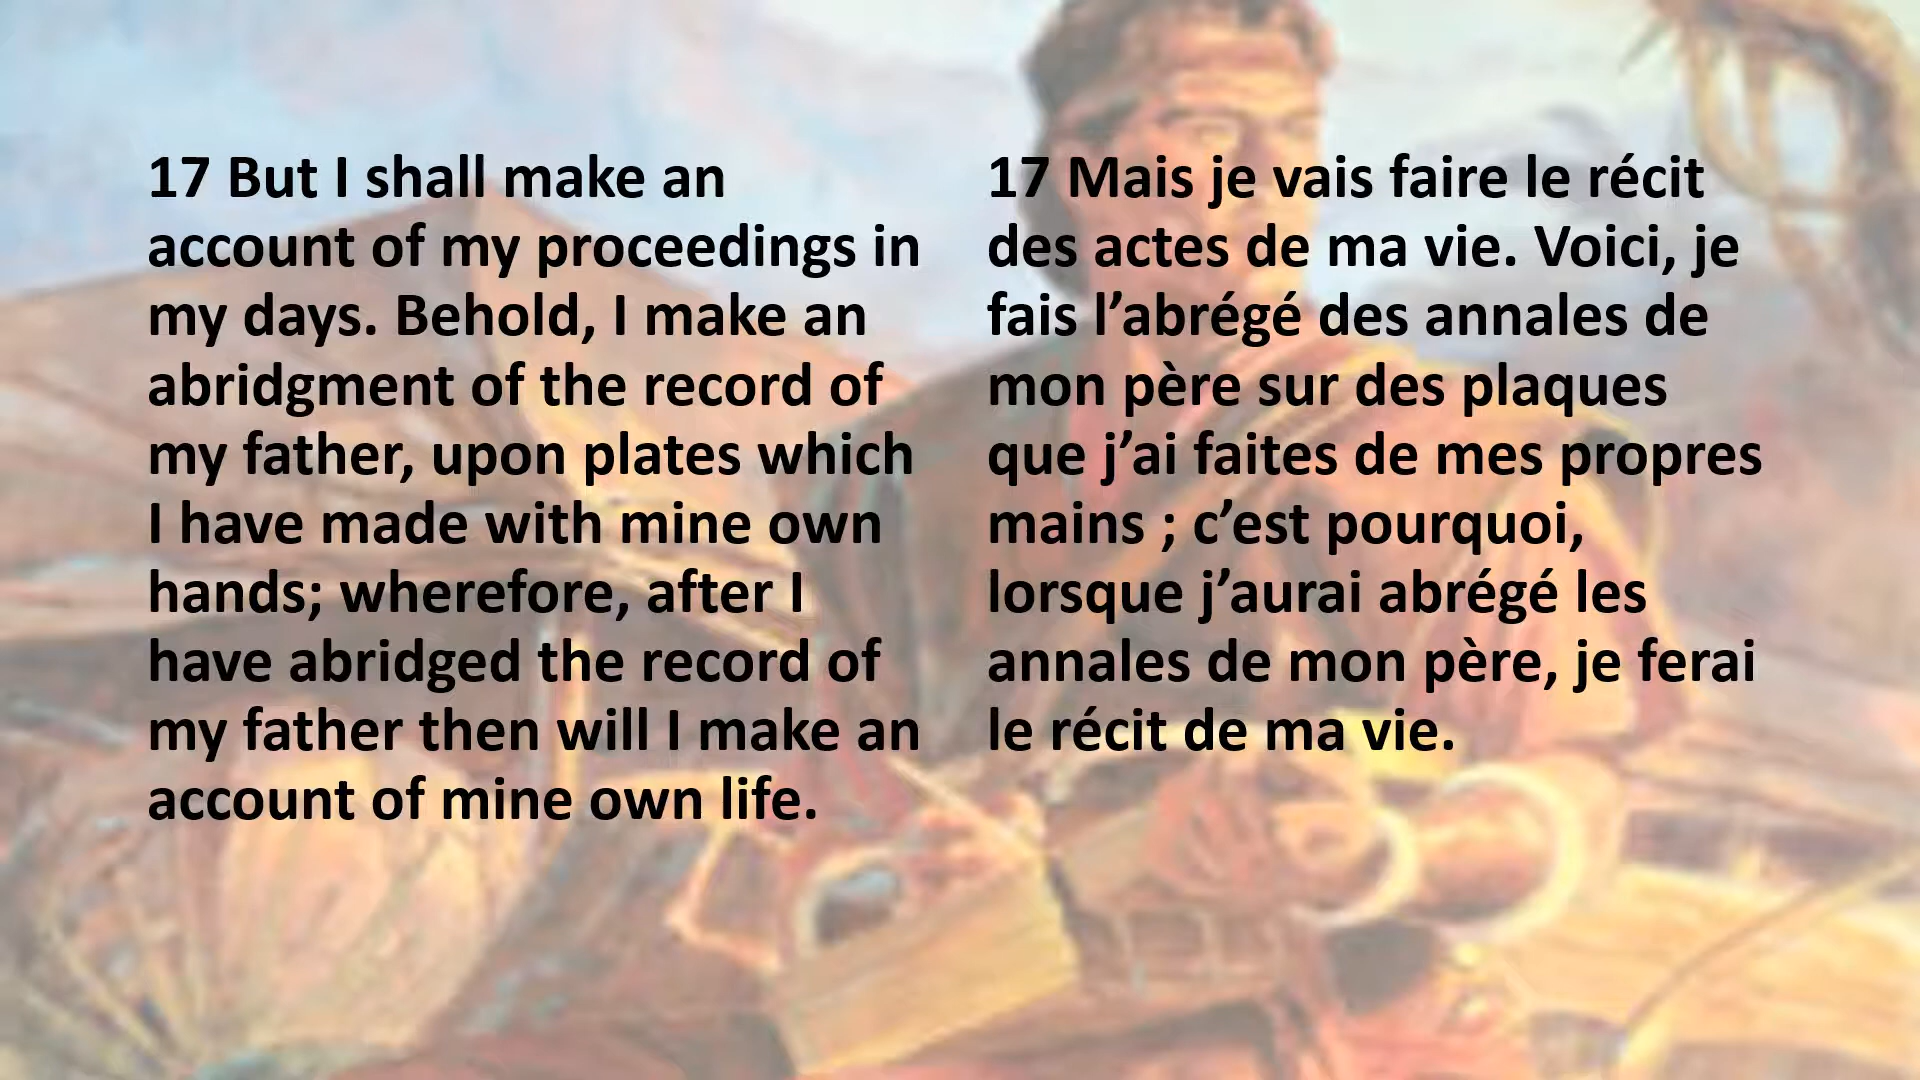 17 But I shall make an
account of my proceedings in
my days. Behold, I make an
abridgment of the record of
my father, upon plates which
I have made with mine own
hands; wherefore, after I
have abridged the record of
my father then will I make an
account of mine own life.
17 Mais je vais faire le récit
des actes de ma vie. Voici, je
fais l’abrégé des annales de
mon père sur des plaques
que j’ai faites de mes propres
mains ; c’est pourquoi,
lorsque j’aurai abrégé les
annales de mon père, je ferai
le récit de ma vie.